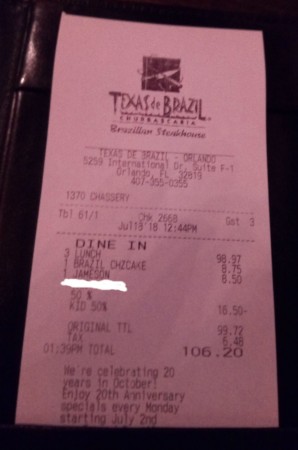 TEXAS de BRAZIL
CHURRASCARIA
Brazilian Steakhouse
TEXAS DE BRAZIL - ORLANDO
5259 International Dr, Suite F-1
Orlando, FL 32819
407-355-0355
1370 CHASSERY
Tbl 61/1 Chk 2668 Gst 3
Jul13'18 12:44PM
DINE IN
3 LUNCH 98.97
1 BRAZIL CHZCAKE 8.75
1 JAMESON 8.50
50 %
KID 50% 16.50-
ORIGINAL TTL 99.72
TAX 6.48
01:39PM TOTAL 106.20
We're celebrating 20
years in October!
Enjoy 20th Anniversary
specials every Monday
starting July 2nd